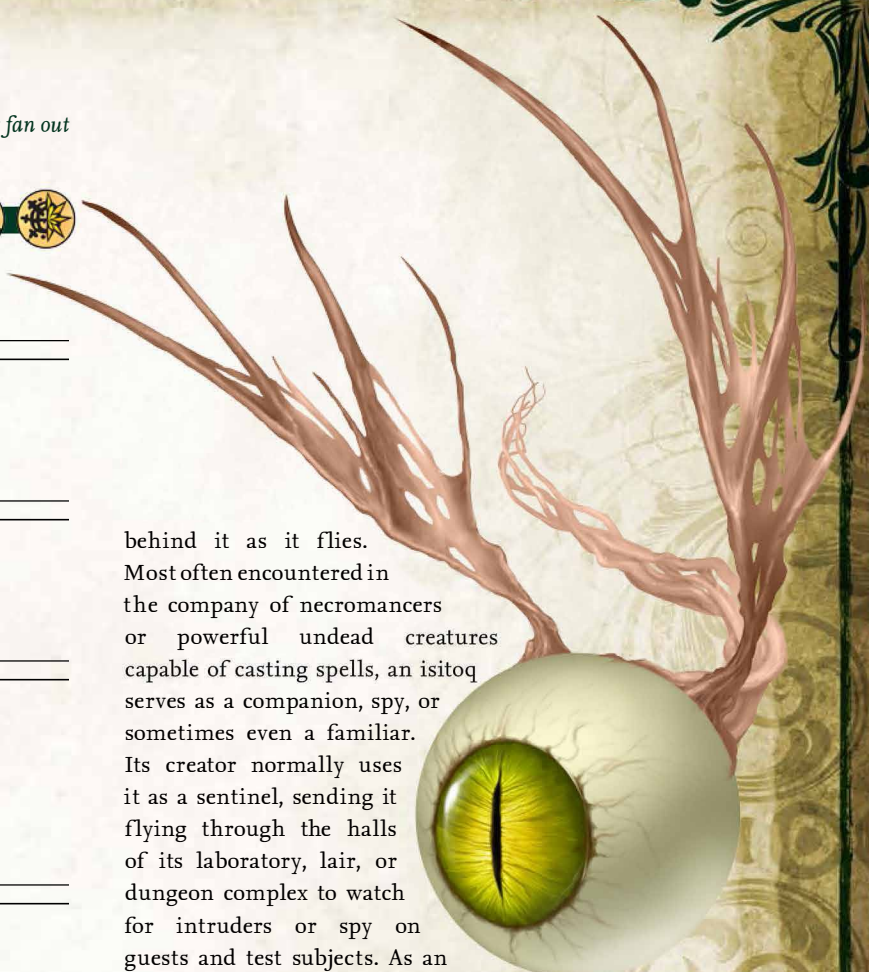 fan out
behind it as it flies.
Most often encountered in
the company of necromancers
or powerful undead creatures
capable of casting spells, an isitoq
serves as a companion, spy, or
sometimes even a familiar.
Its creator normally uses
it as a sentinel, sending it
flying through the halls
of its laboratory, lair, or
dungeon complex to watch
for intruders or spy on
guests and test subjects. As an